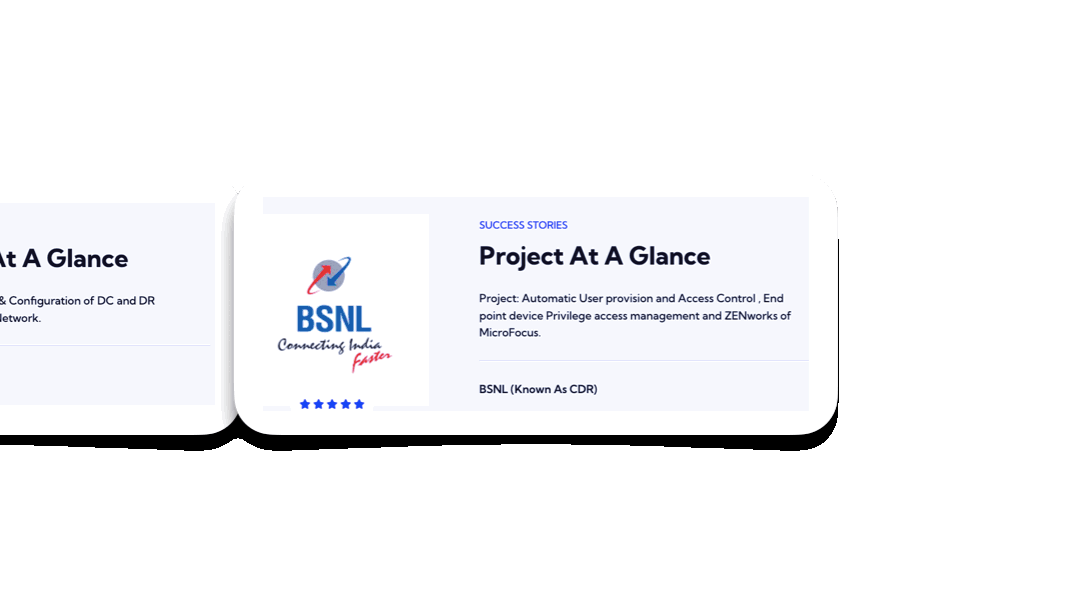 At A Glance
& Configuration of DC and DR
Network.
SUCCESS STORIES
Project At A Glance
Project: Automatic User provision and Access Control , End
point device Privilege access management and ZENworks of
MicroFocus.
BSNL (Known As CDR)
BSNL
Connecting India
Faster